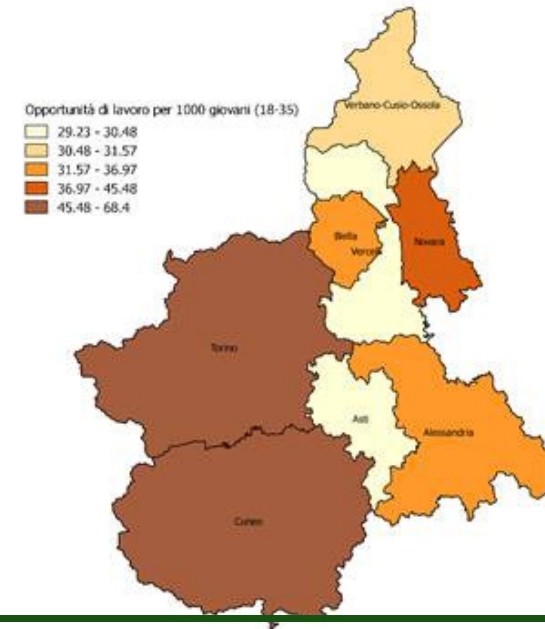 Opportunità di lavoro per 1000 giovani (18-35)
29.23 - 30.48
30.48 - 31.57
31.57 - 36.97
36.97 - 45.48
45.48 - 68.4
Verbano-Cusio-Ossola
Biella
Vercelli
Novara
Torino
Asti
Alessandria
Cuneo